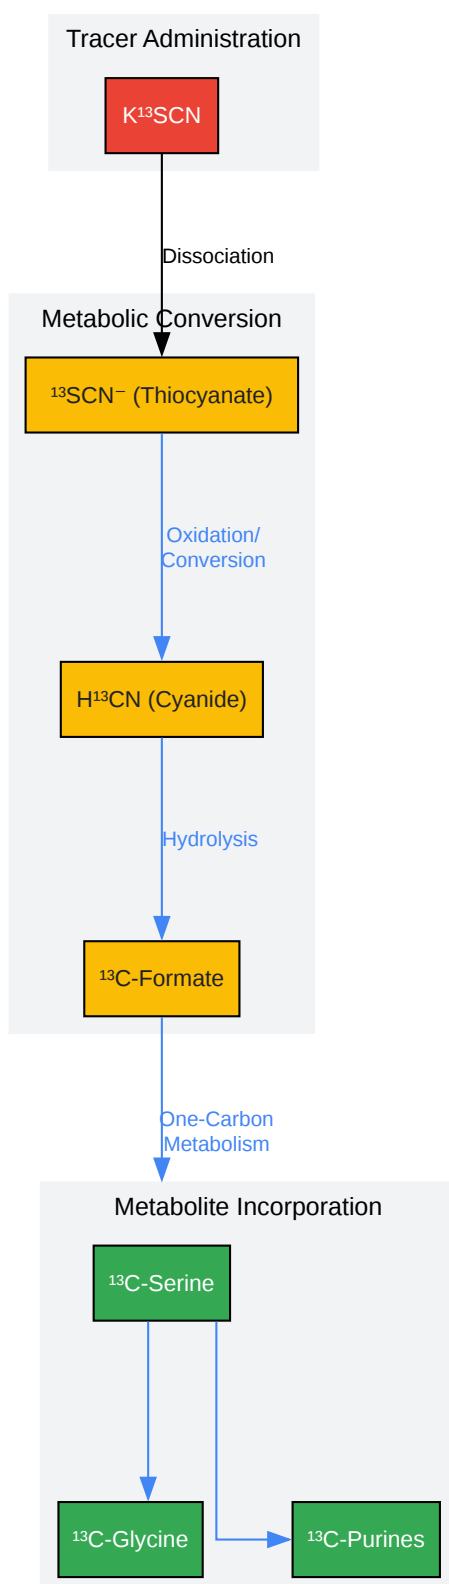 Tracer Administration
K¹³SCN
Dissociation
Metabolic Conversion
¹³SCN⁻ (Thiocyanate)
Oxidation/
Conversion
H¹³CN (Cyanide)
Hydrolysis
¹³C-Formate
One-Carbon
Metabolism
Metabolite Incorporation
¹³C-Serine
¹³C-Glycine
¹³C-Purines